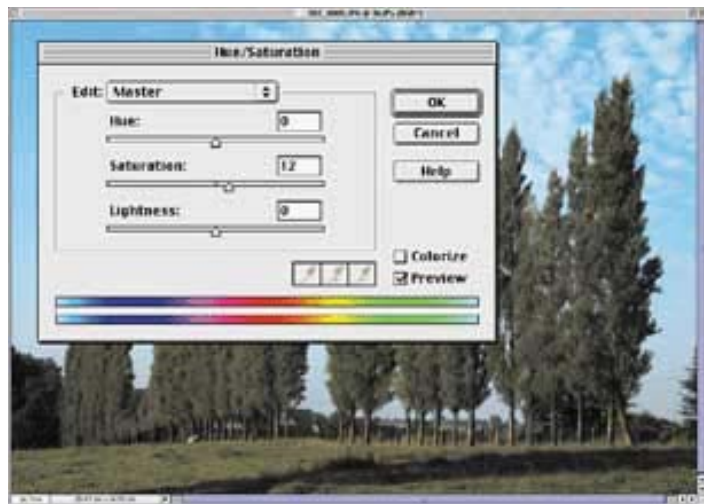 Hue/Saturation
Edit: Master
OK
Hue: 0
Cancel
Saturation: 12
Help
Lightness: 0
Colorize
Preview